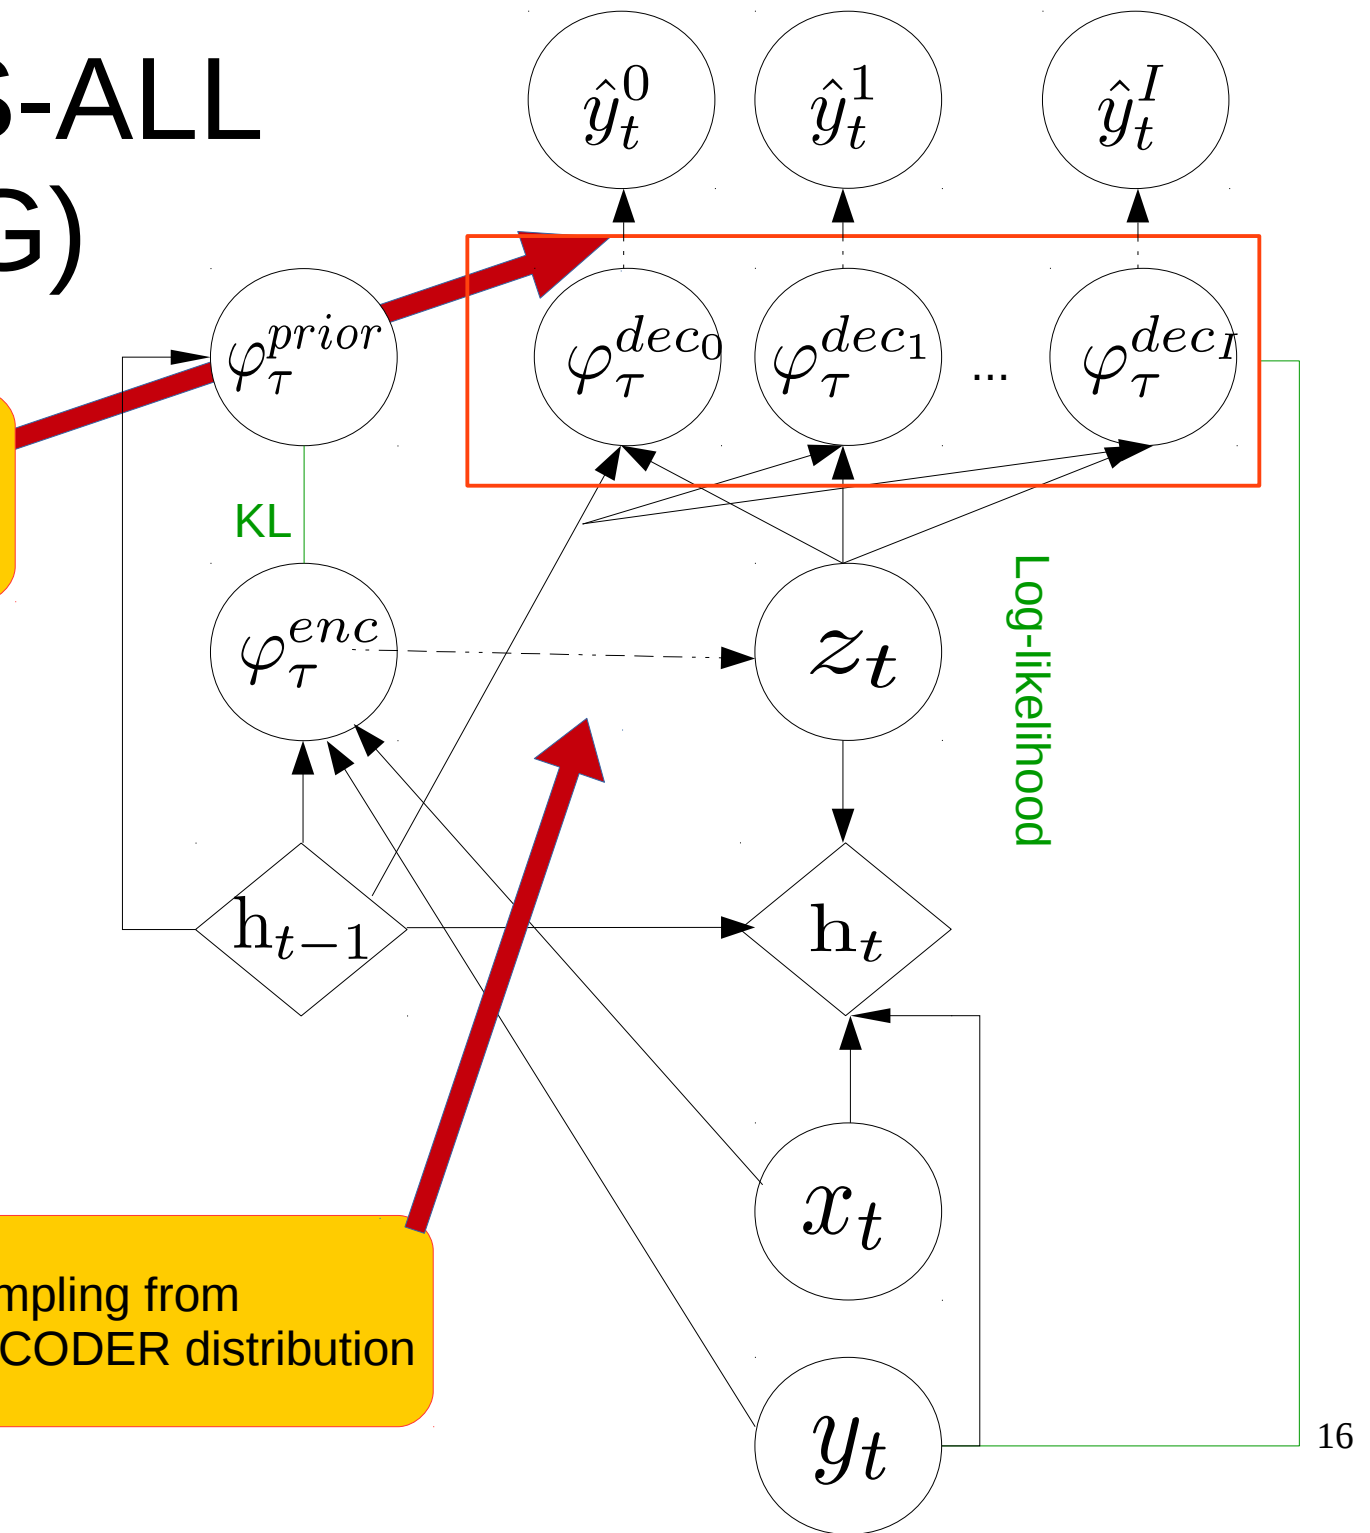 S-ALL
G)
ŷ_t^0 ŷ_t^1 ŷ_t^I
φ_τ^{prior} φ_τ^{dec_0} φ_τ^{dec_1} ... φ_τ^{dec_I}
KL
φ_τ^{enc} z_t
Log-likelihood
h_{t-1} h_t
x_t
mpling from
CODER distribution
y_t
16